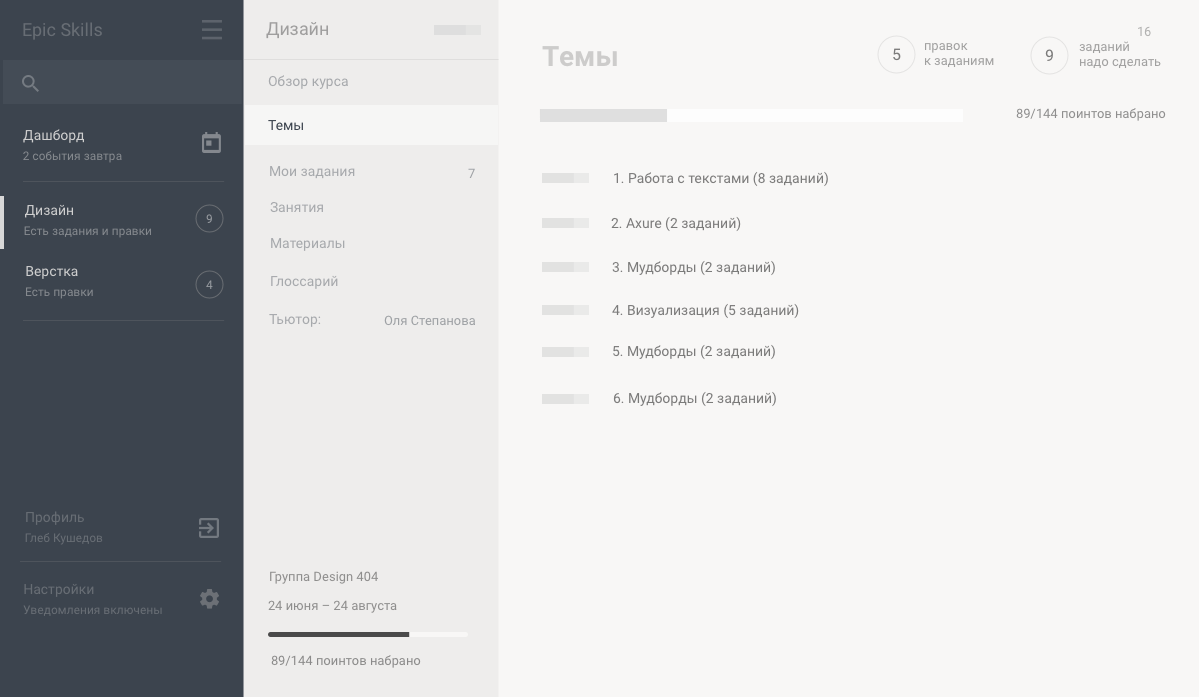 Epic Skills
Дашборд
2 события завтра
Дизайн
Есть задания и правки
9
Верстка
Есть правки
4
Профиль
Глеб Кушедов
Настройки
Уведомления включены
Дизайн
Обзор курса
Темы
Мои задания
7
Занятия
Материалы
Глоссарий
Тьютор:
Оля Степанова
Группа Design 404
24 июня – 24 августа
89/144 поинтов набрано
Темы
5
правок
к заданиям
16
9
заданий
надо сделать
89/144 поинтов набрано
1. Работа с текстами (8 заданий)
2. Axure (2 заданий)
3. Мудборды (2 заданий)
4. Визуализация (5 заданий)
5. Мудборды (2 заданий)
6. Мудборды (2 заданий)